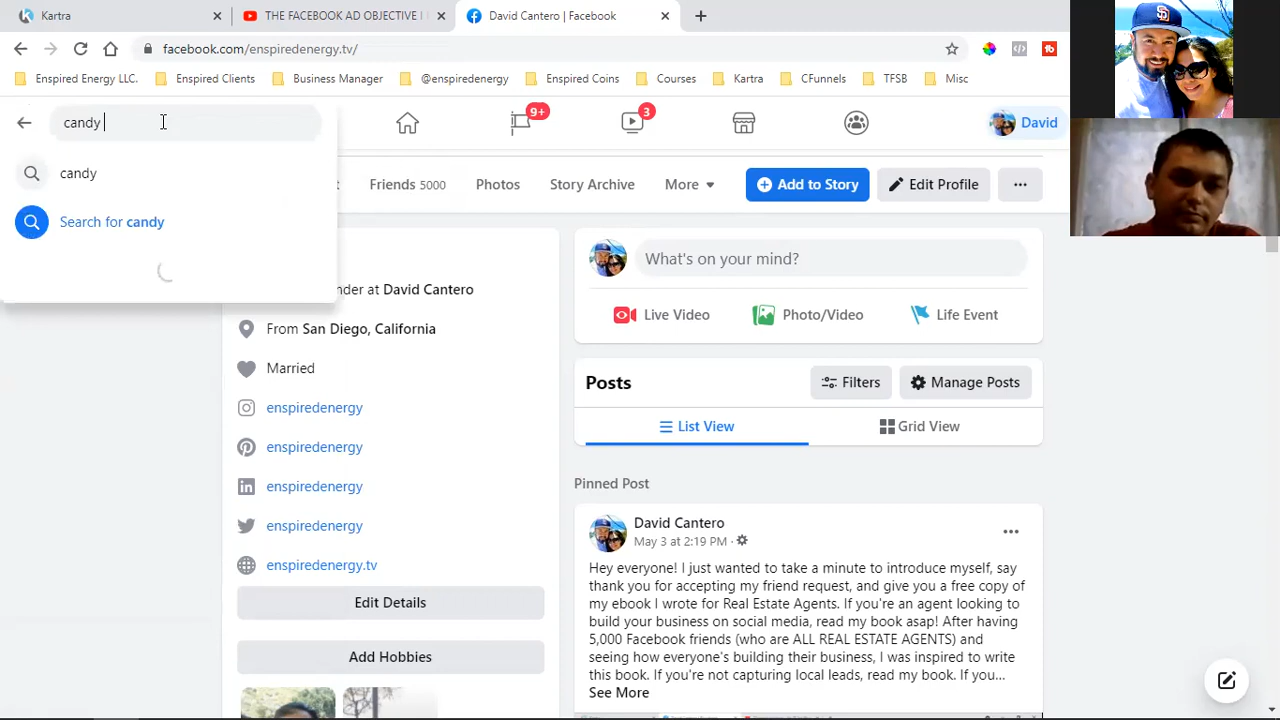 Kartra
THE FACEBOOK AD OBJECTIVE I
David Cantero | Facebook
facebook.com/enspiredenergy.tv/
Enspired Energy LLC.
Enspired Clients
Business Manager
@enspiredenergy
Enspired Coins
Courses
Kartra
CFunnels
TFSB
Misc
candy
9+
3
David
candy
Search for candy
Friends 5000
Photos
Story Archive
More
Add to Story
Edit Profile
What's on your mind?
Live Video
Photo/Video
Life Event
nder at David Cantero
From San Diego, California
Married
enspiredenergy
enspiredenergy
enspiredenergy
enspiredenergy
enspiredenergy.tv
Edit Details
Add Hobbies
Posts
Filters
Manage Posts
List View
Grid View
Pinned Post
David Cantero
May 3 at 2:19 PM
Hey everyone! I just wanted to take a minute to introduce myself, say
thank you for accepting my friend request, and give you a free copy of
my ebook I wrote for Real Estate Agents. If you're an agent looking to
build your business on social media, read my book asap! After having
5,000 Facebook friends (who are ALL REAL ESTATE AGENTS) and
seeing how everyone's building their business, I was inspired to write
this book. If you're not capturing local leads, read my book. If you...
See More